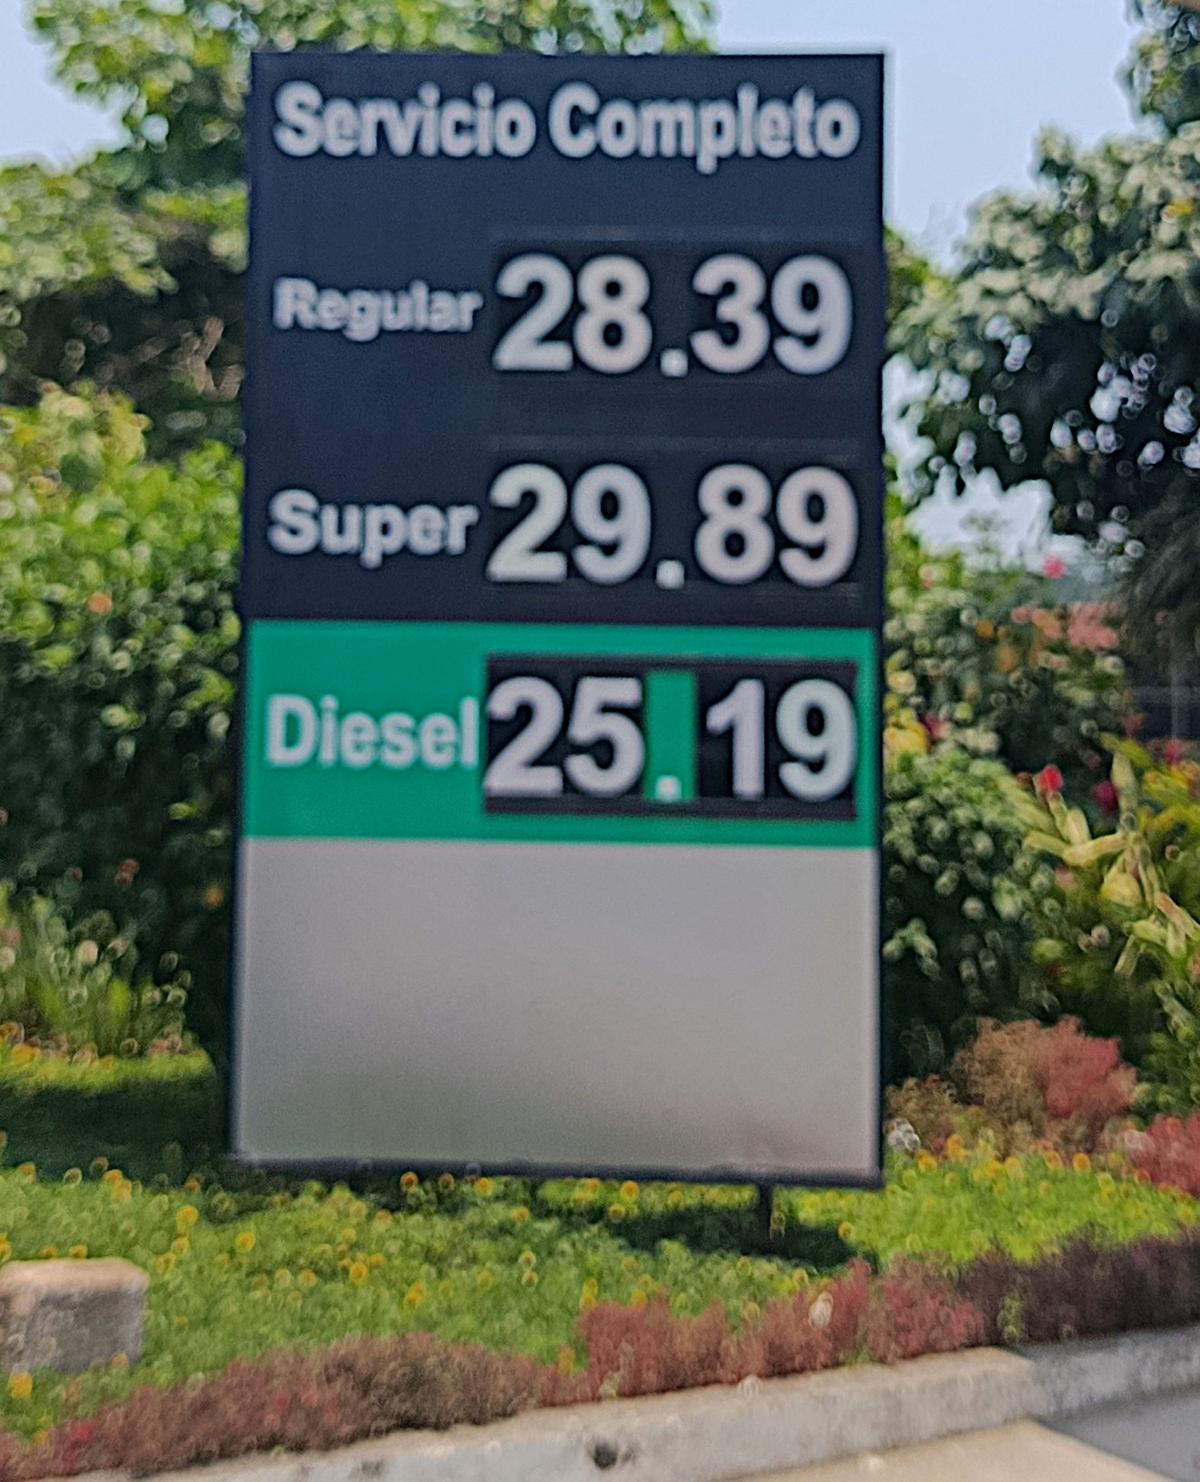 Servicio Completo
Regular 28.39
Super 29.89
Diesel 25.19